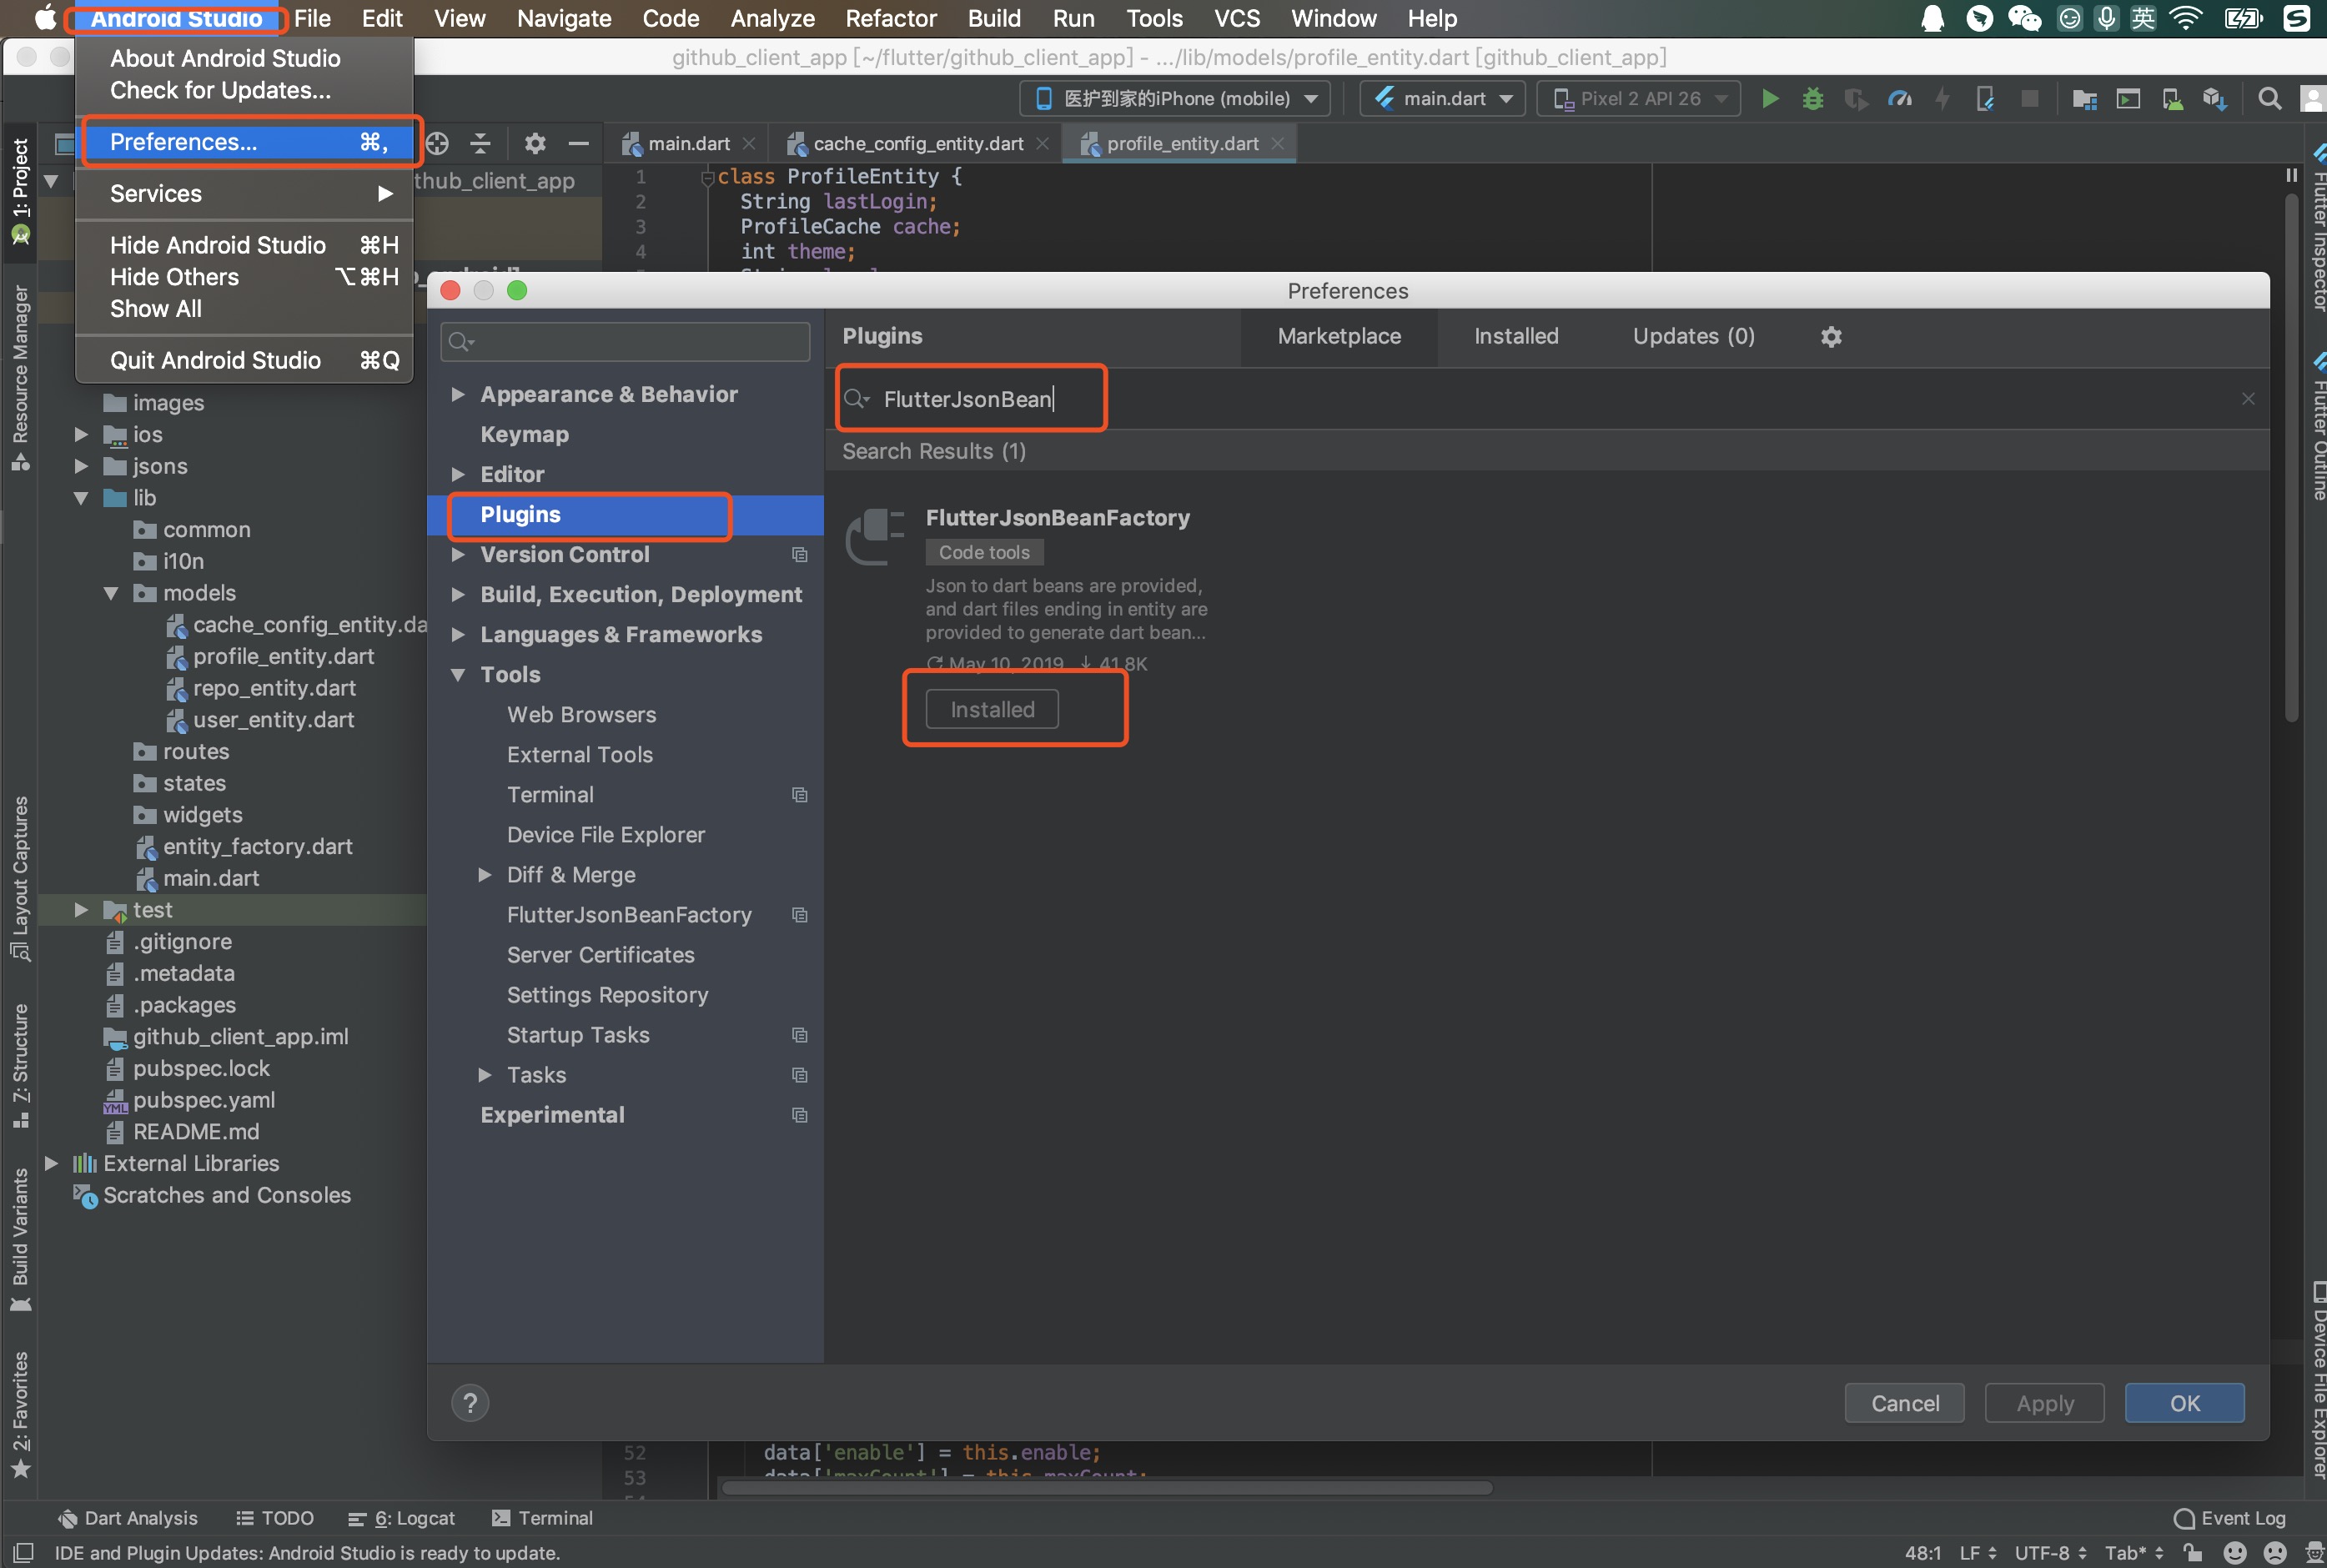 Android Studio File Edit View Navigate Code Analyze Refactor Build Run Tools VCS Window Help
英
github_client_app [~/flutter/github_client_app] - .../lib/models/profile_entity.dart [github_client_app]
About Android Studio
Check for Updates...
Preferences... ⌘,
Services
Hide Android Studio ⌘H
Hide Others ⌥⌘H
Show All
Quit Android Studio ⌘Q
医护到家的iPhone (mobile) main.dart Pixel 2 API 26
main.dart cache_config_entity.dart profile_entity.dart
1: Project
Resource Manager
Layout Captures
Z: Structure
Build Variants
2: Favorites
thub_client_app
images
ios
jsons
lib
common
i10n
models
cache_config_entity.da
profile_entity.dart
repo_entity.dart
user_entity.dart
routes
states
widgets
entity_factory.dart
main.dart
test
.gitignore
.metadata
.packages
github_client_app.iml
pubspec.lock
pubspec.yaml
README.md
External Libraries
Scratches and Consoles
1 class ProfileEntity {
2 String lastLogin;
3 ProfileCache cache;
4 int theme;
Preferences
Appearance & Behavior
Keymap
Editor
Plugins
Version Control
Build, Execution, Deployment
Languages & Frameworks
Tools
Web Browsers
External Tools
Terminal
Device File Explorer
Diff & Merge
FlutterJsonBeanFactory
Server Certificates
Settings Repository
Startup Tasks
Tasks
Experimental
Plugins Marketplace Installed Updates (0)
FlutterJsonBean
Search Results (1)
FlutterJsonBeanFactory
Code tools
Json to dart beans are provided,
and dart files ending in entity are
provided to generate dart bean...
May 10, 2019 41.8K
Installed
? Cancel Apply OK
52 data['enable'] = this.enable;
53 data['maxCount'] = this.maxCount;
Flutter Inspector
Flutter Outline
Device File Explorer
Dart Analysis TODO 6: Logcat Terminal Event Log
IDE and Plugin Updates: Android Studio is ready to update. 48:1 LF UTF-8 Tab*